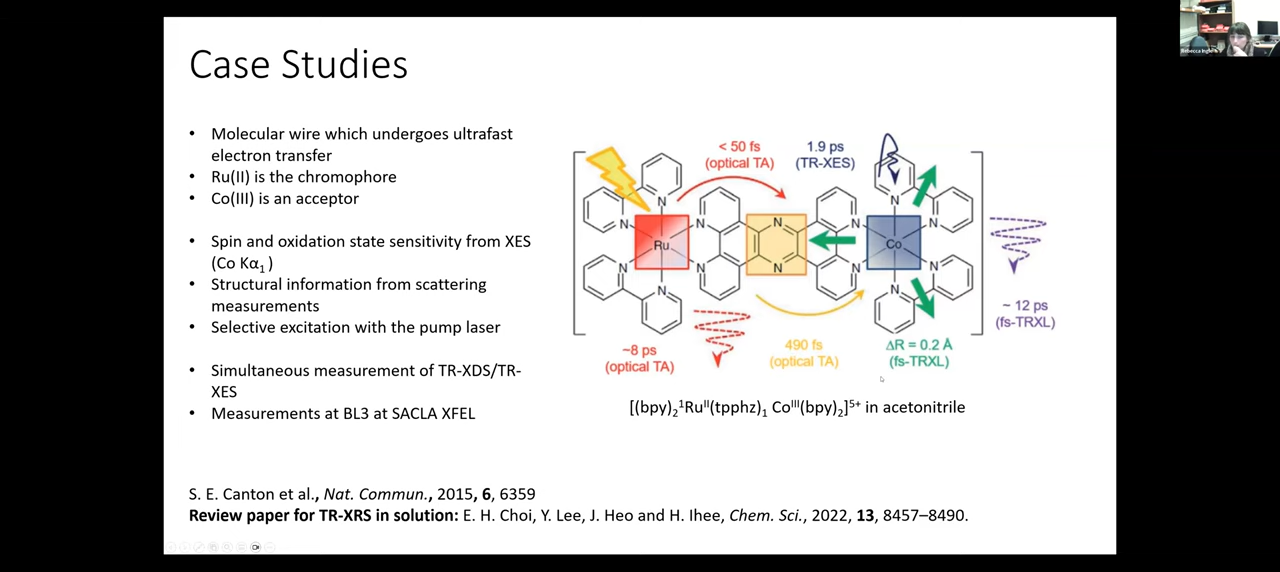 Case Studies
• Molecular wire which undergoes ultrafast
electron transfer
• Ru(II) is the chromophore
• Co(III) is an acceptor
• Spin and oxidation state sensitivity from XES
(Co Kα₁)
• Structural information from scattering
measurements
• Selective excitation with the pump laser
• Simultaneous measurement of TR-XDS/TR-
XES
• Measurements at BL3 at SACLA XFEL
< 50 fs
(optical TA)
1.9 ps
(TR-XES)
N
N
N
N
N
N
N
N
N
N
N
N
N
N
Ru
Co
~8 ps
(optical TA)
490 fs
(optical TA)
ΔR = 0.2 Å
(fs-TRXL)
~ 12 ps
(fs-TRXL)
[(bpy)₂¹Ruᴵᴵ(tpphz)₁ Coᴵᴵᴵ(bpy)₂]⁵⁺ in acetonitrile
S. E. Canton et al., Nat. Commun., 2015, 6, 6359
Review paper for TR-XRS in solution: E. H. Choi, Y. Lee, J. Heo and H. Ihee, Chem. Sci., 2022, 13, 8457–8490.